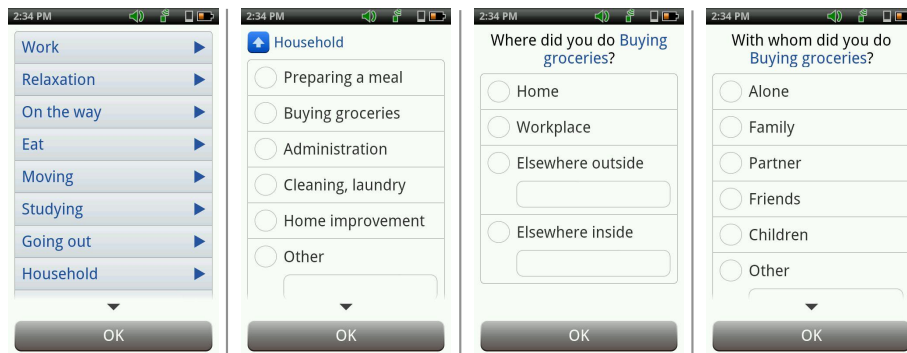 2:34 PM
Work
Relaxation
On the way
Eat
Moving
Studying
Going out
Household
OK
2:34 PM
Household
Preparing a meal
Buying groceries
Administration
Cleaning, laundry
Home improvement
Other
OK
2:34 PM
Where did you do Buying
groceries?
Home
Workplace
Elsewhere outside
Elsewhere inside
OK
2:34 PM
With whom did you do
Buying groceries?
Alone
Family
Partner
Friends
Children
Other
OK